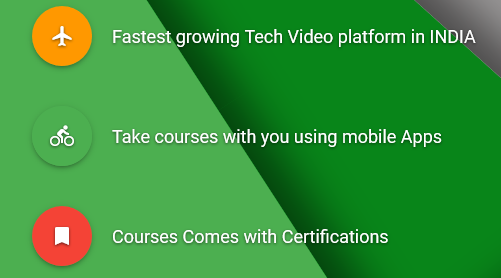 Fastest growing Tech Video platform in INDIA
Take courses with you using mobile Apps
Courses Comes with Certifications